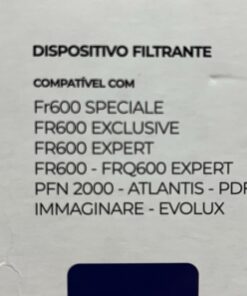 DISPOSITIVO FILTRANTE
COMPATÍVEL COM
Fr600 SPECIALE
FR600 EXCLUSIVE
FR600 EXPERT
FR600 - FRQ600 EXPERT
PFN 2000 - ATLANTIS - PDF
IMMAGINARE - EVOLUX